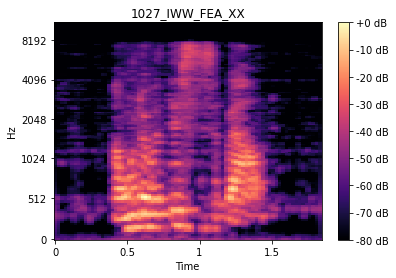 1027_IWW_FEA_XX
+0 dB
8192
-10 dB
4096
-20 dB
-30 dB
2048
Hz
-40 dB
1024
-50 dB
512
-60 dB
-70 dB
0
-80 dB
0 0.5 1 1.5
Time